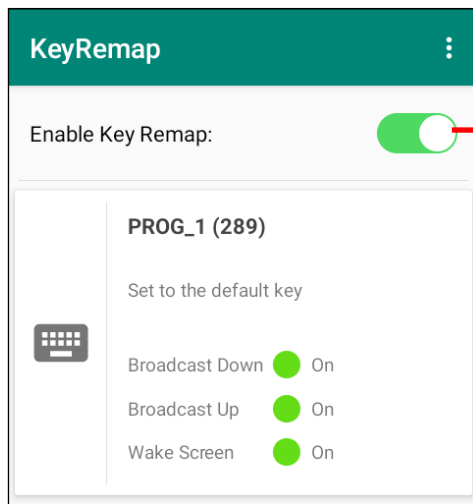 KeyRemap
Enable Key Remap:
PROG_1 (289)
Set to the default key
Broadcast Down On
Broadcast Up On
Wake Screen On